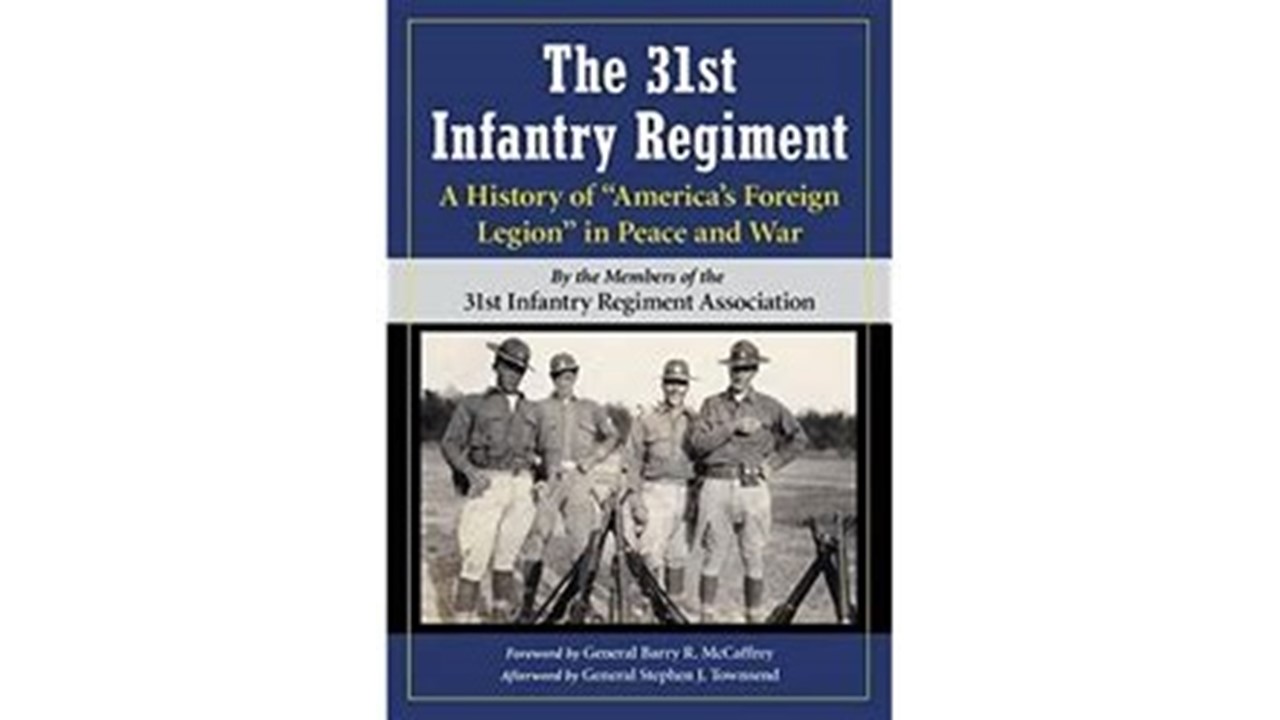 The 31st
Infantry Regiment
A History of “America’s Foreign
Legion” in Peace and War
By the Members of the
31st Infantry Regiment Association
Foreword by General Barry R. McCaffrey
Afterword by General Stephen J. Townsend